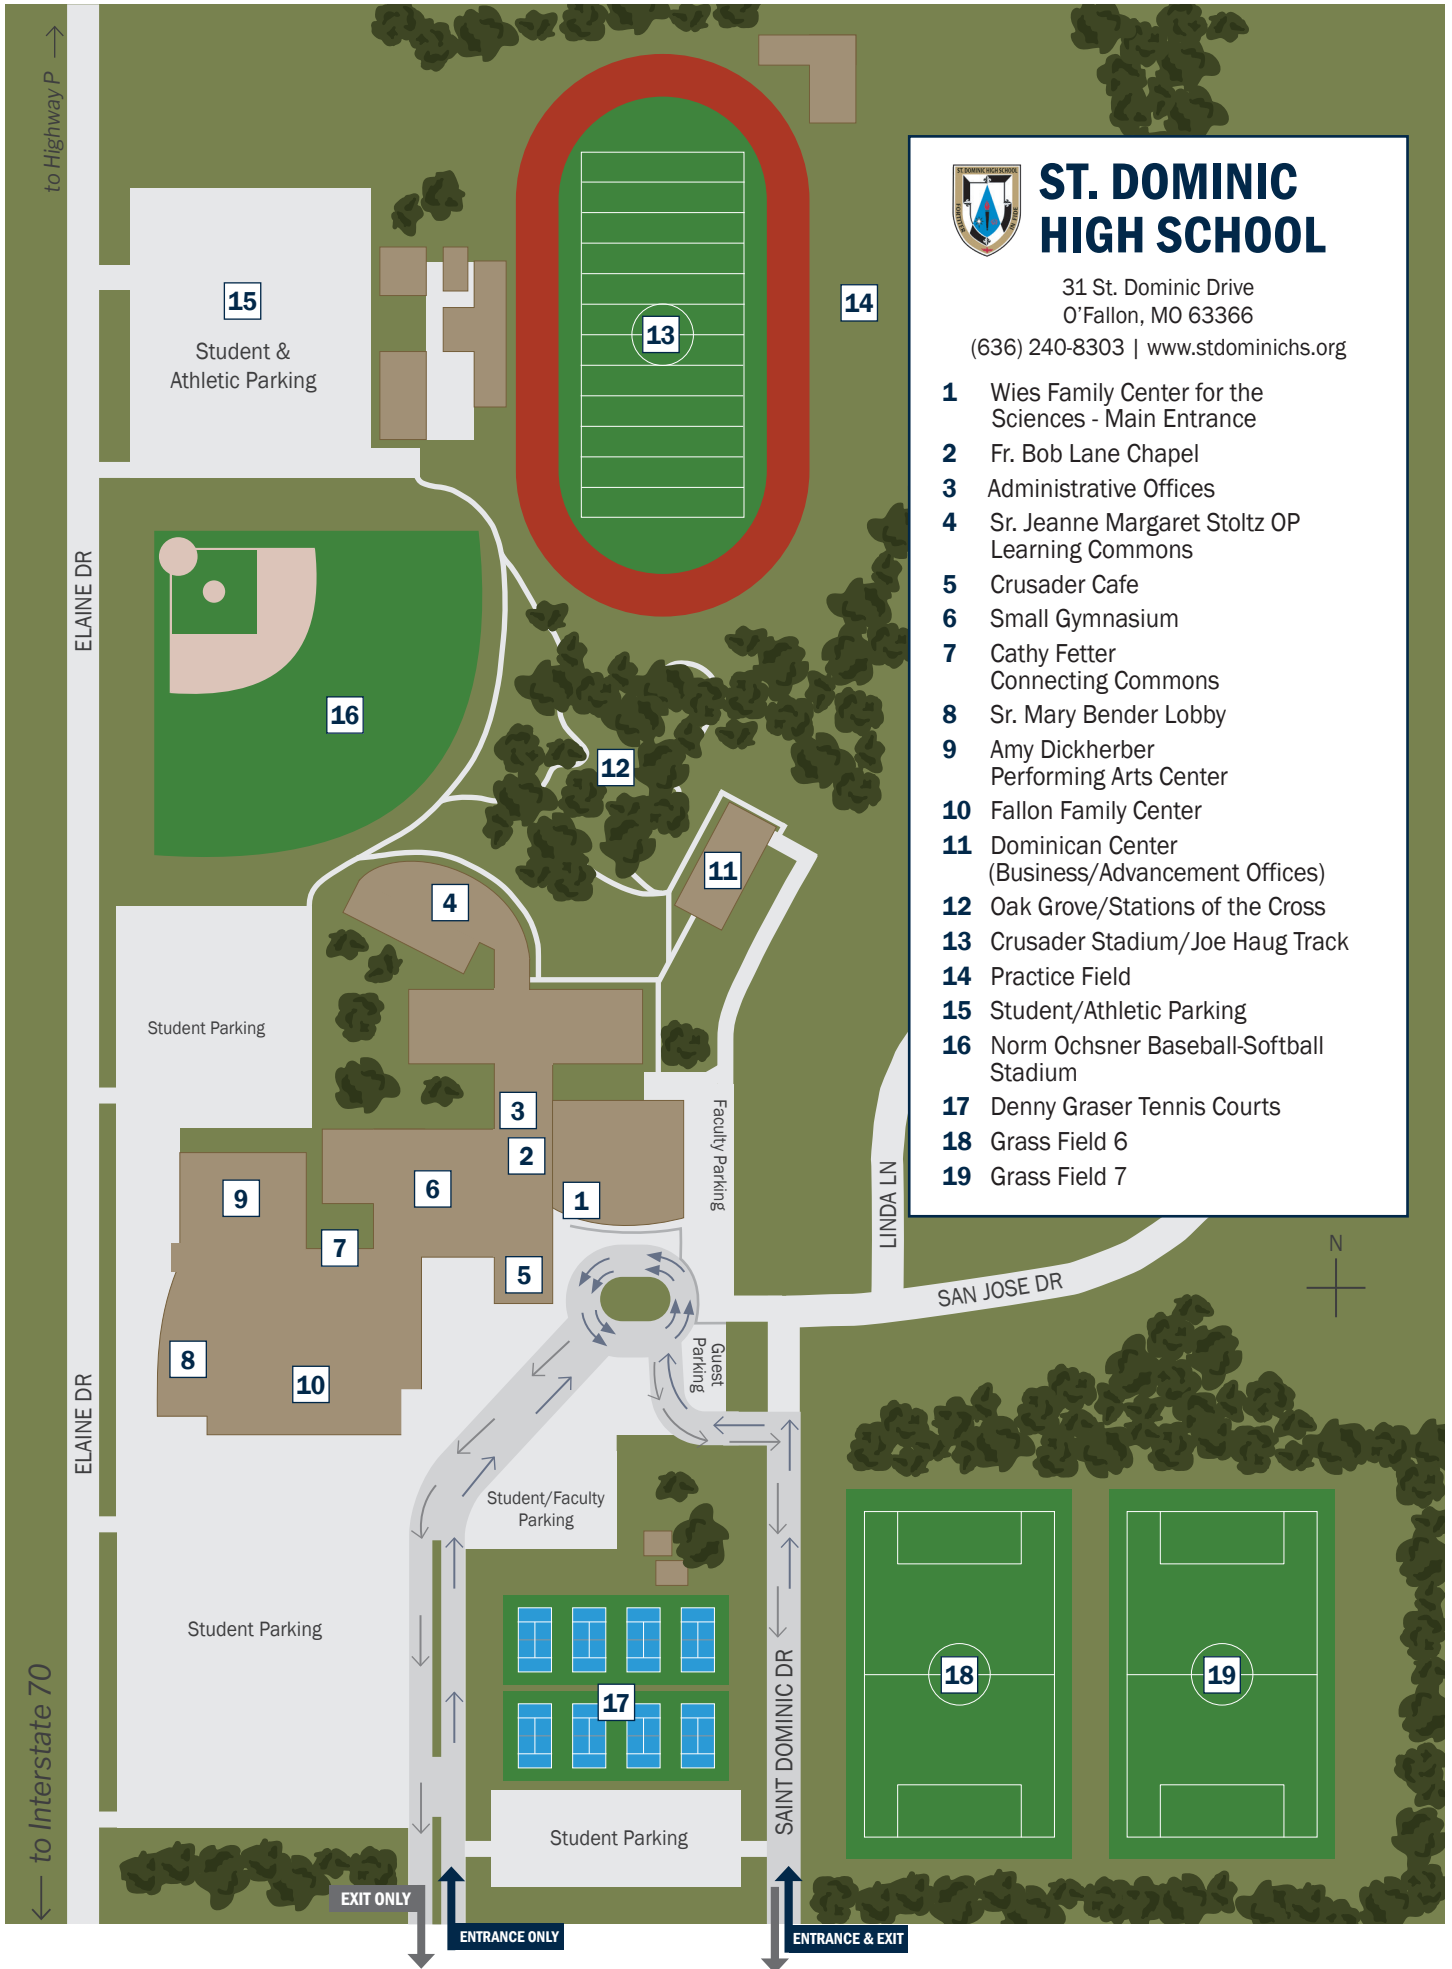 to Highway P
ST. DOMINIC HIGH SCHOOL
FORTITER
IN FIDE
ST. DOMINIC
HIGH SCHOOL
31 St. Dominic Drive
O'Fallon, MO 63366
(636) 240-8303 | www.stdominichs.org
1 Wies Family Center for the
Sciences - Main Entrance
2 Fr. Bob Lane Chapel
3 Administrative Offices
4 Sr. Jeanne Margaret Stoltz OP
Learning Commons
5 Crusader Cafe
6 Small Gymnasium
7 Cathy Fetter
Connecting Commons
8 Sr. Mary Bender Lobby
9 Amy Dickherber
Performing Arts Center
10 Fallon Family Center
11 Dominican Center
(Business/Advancement Offices)
12 Oak Grove/Stations of the Cross
13 Crusader Stadium/Joe Haug Track
14 Practice Field
15 Student/Athletic Parking
16 Norm Ochsner Baseball-Softball
Stadium
17 Denny Graser Tennis Courts
18 Grass Field 6
19 Grass Field 7
15
Student &
Athletic Parking
13
14
ELAINE DR
16
12
11
4
Student Parking
3
2
1
Faculty Parking
6
9
7
5
LINDA LN
SAN JOSE DR
N
8
10
Guest
Parking
ELAINE DR
Student/Faculty
Parking
Student Parking
17
SAINT DOMINIC DR
18
19
to Interstate 70
Student Parking
EXIT ONLY
ENTRANCE ONLY
ENTRANCE & EXIT